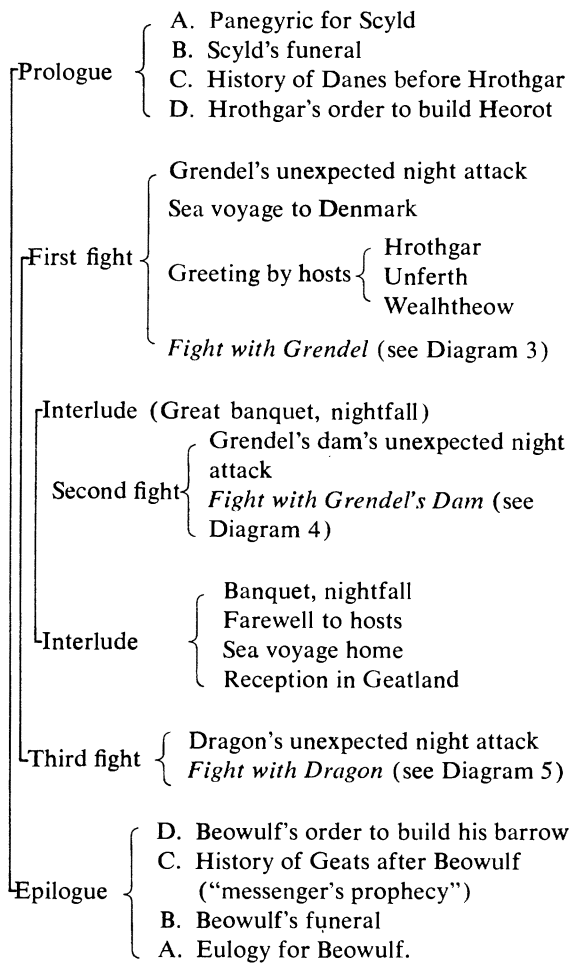 A. Panegyric for Scyld
B. Scyld's funeral
Prologue
C. History of Danes before Hrothgar
D. Hrothgar's order to build Heorot
Grendel's unexpected night attack
Sea voyage to Denmark
First fight
Greeting by hosts
Hrothgar
Unferth
Wealhtheow
Fight with Grendel (see Diagram 3)
Interlude (Great banquet, nightfall)
Second fight
Grendel's dam's unexpected night
attack
Fight with Grendel's Dam (see
Diagram 4)
Interlude
Banquet, nightfall
Farewell to hosts
Sea voyage home
Reception in Geatland
Third fight
Dragon's unexpected night attack
Fight with Dragon (see Diagram 5)
Epilogue
D. Beowulf's order to build his barrow
C. History of Geats after Beowulf
("messenger's prophecy")
B. Beowulf's funeral
A. Eulogy for Beowulf.